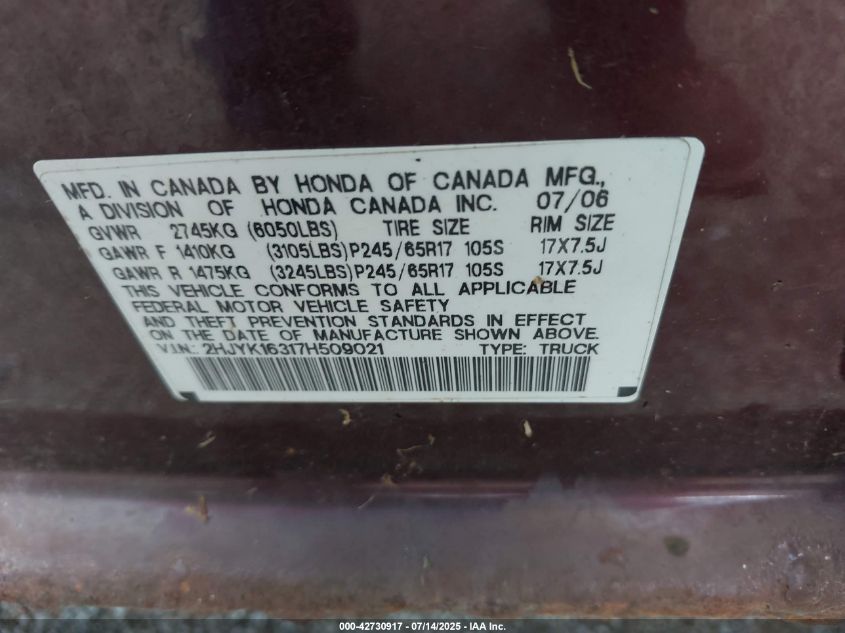 MFD. IN CANADA BY HONDA OF CANADA MFG.,
A DIVISION OF HONDA CANADA INC. 07/06
GVWR 2745KG (6050LBS) TIRE SIZE RIM SIZE
GAWR F 1410KG (3105LBS) P245/65R17 105S 17X7.5J
GAWR R 1475KG (3245LBS) P245/65R17 105S 17X7.5J
THIS VEHICLE CONFORMS TO ALL APPLICABLE
FEDERAL MOTOR VEHICLE SAFETY
AND THEFT PREVENTION STANDARDS IN EFFECT
ON THE DATE OF MANUFACTURE SHOWN ABOVE.
V.I.N.: 2HJYK16317H509021 TYPE: TRUCK
000-42730917 - 07/14/2025 - IAA Inc.